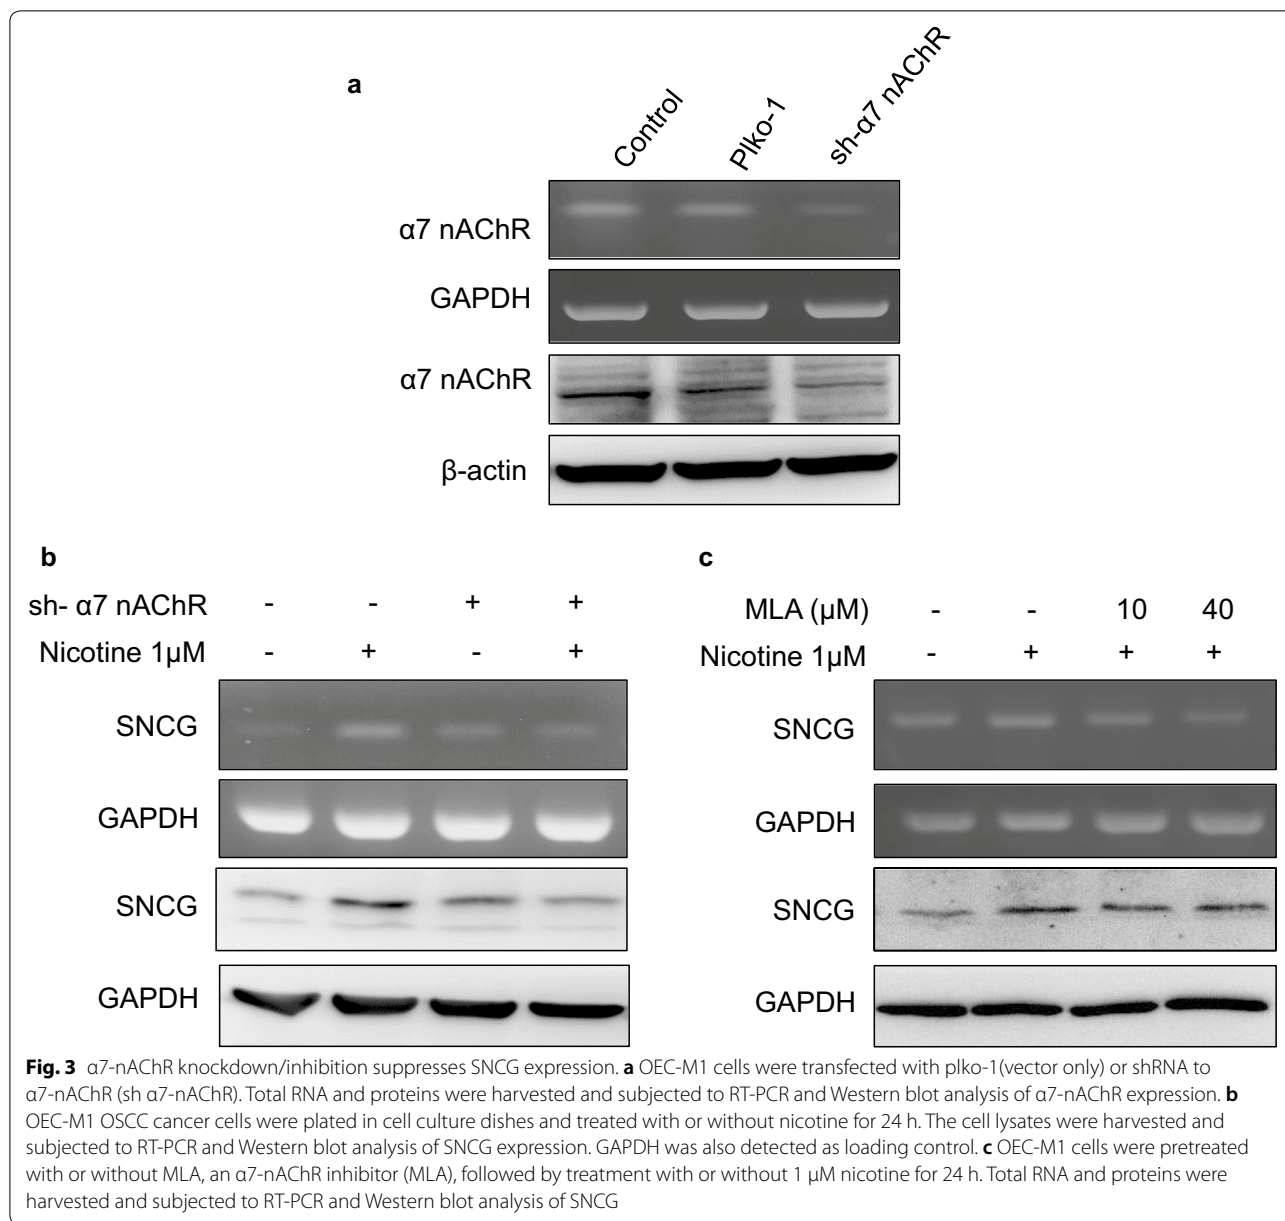 a
Control
Plko-1
sh-α7 nAChR
α7 nAChR
GAPDH
α7 nAChR
β-actin
b
sh- α7 nAChR - - + +
Nicotine 1μM - + - +
SNCG
GAPDH
SNCG
GAPDH
c
MLA (μM) - - 10 40
Nicotine 1μM - + + +
SNCG
GAPDH
SNCG
GAPDH
Fig. 3 α7-nAChR knockdown/inhibition suppresses SNCG expression. a OEC-M1 cells were transfected with plko-1(vector only) or shRNA to
α7-nAChR (sh α7-nAChR). Total RNA and proteins were harvested and subjected to RT-PCR and Western blot analysis of α7-nAChR expression. b
OEC-M1 OSCC cancer cells were plated in cell culture dishes and treated with or without nicotine for 24 h. The cell lysates were harvested and
subjected to RT-PCR and Western blot analysis of SNCG expression. GAPDH was also detected as loading control. c OEC-M1 cells were pretreated
with or without MLA, an α7-nAChR inhibitor (MLA), followed by treatment with or without 1 μM nicotine for 24 h. Total RNA and proteins were
harvested and subjected to RT-PCR and Western blot analysis of SNCG